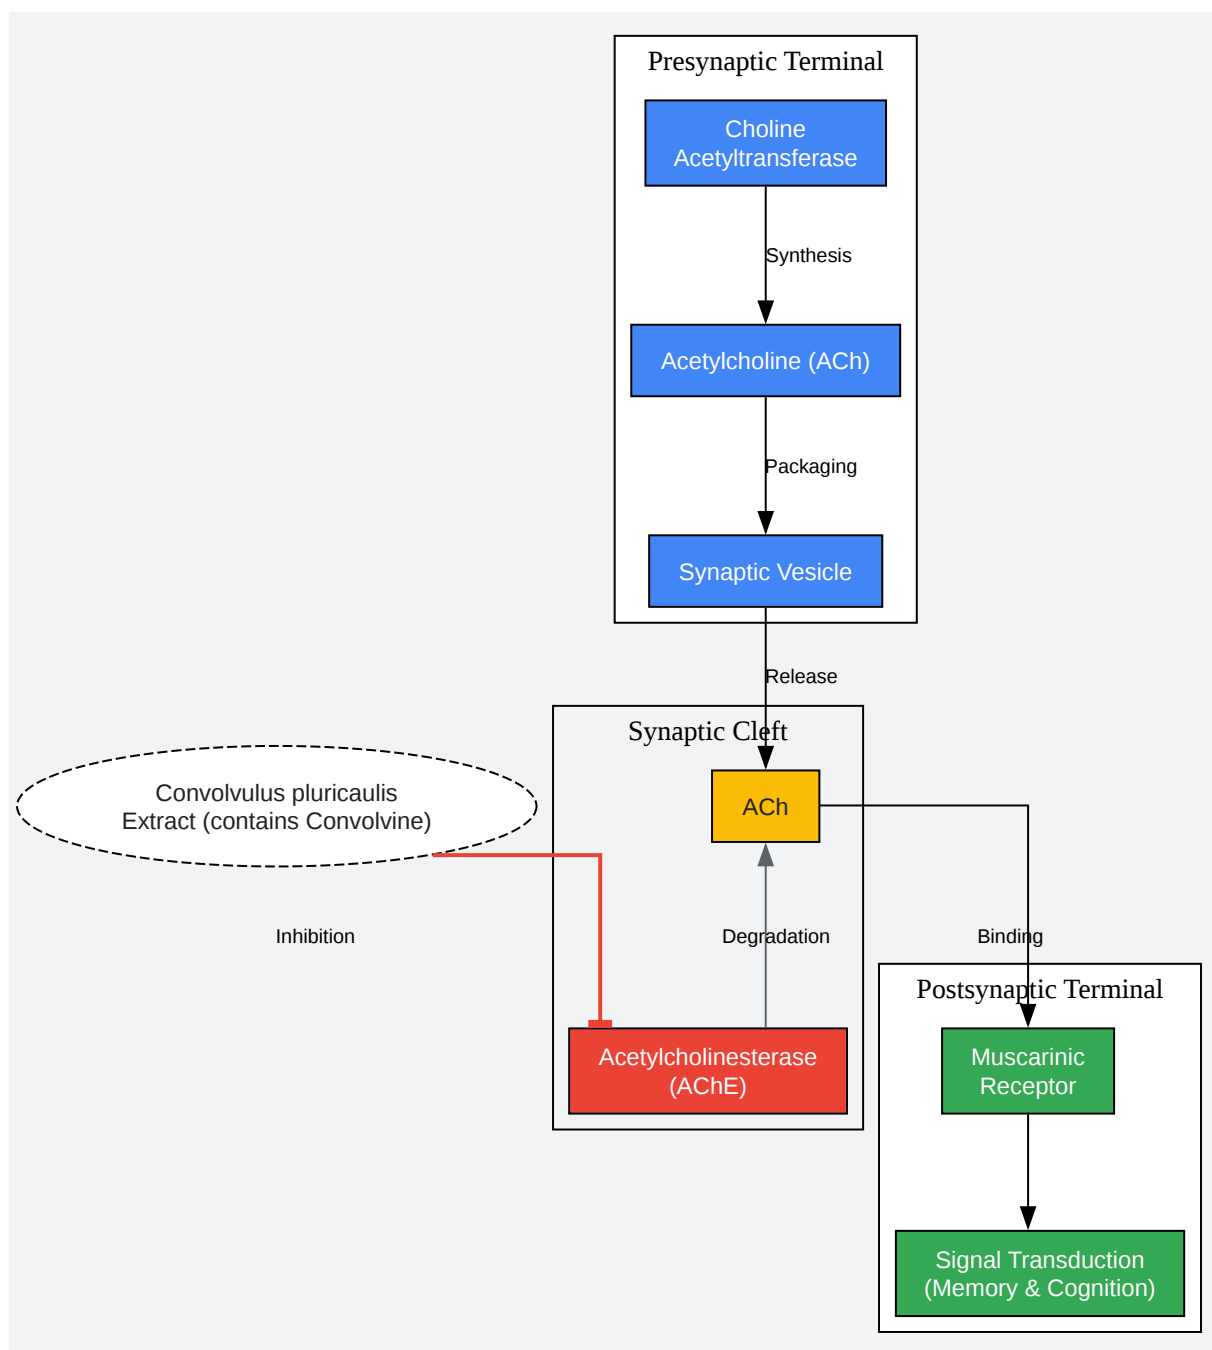 Presynaptic Terminal
Choline
Acetyltransferase
Synthesis
Acetylcholine (ACh)
Packaging
Synaptic Vesicle
Release
Synaptic Cleft
Convolvulus pluricaulis
Extract (contains Convolvine)
ACh
Inhibition
Degradation
Binding
Postsynaptic Terminal
Acetylcholinesterase
(AChE)
Muscarinic
Receptor
Signal Transduction
(Memory & Cognition)